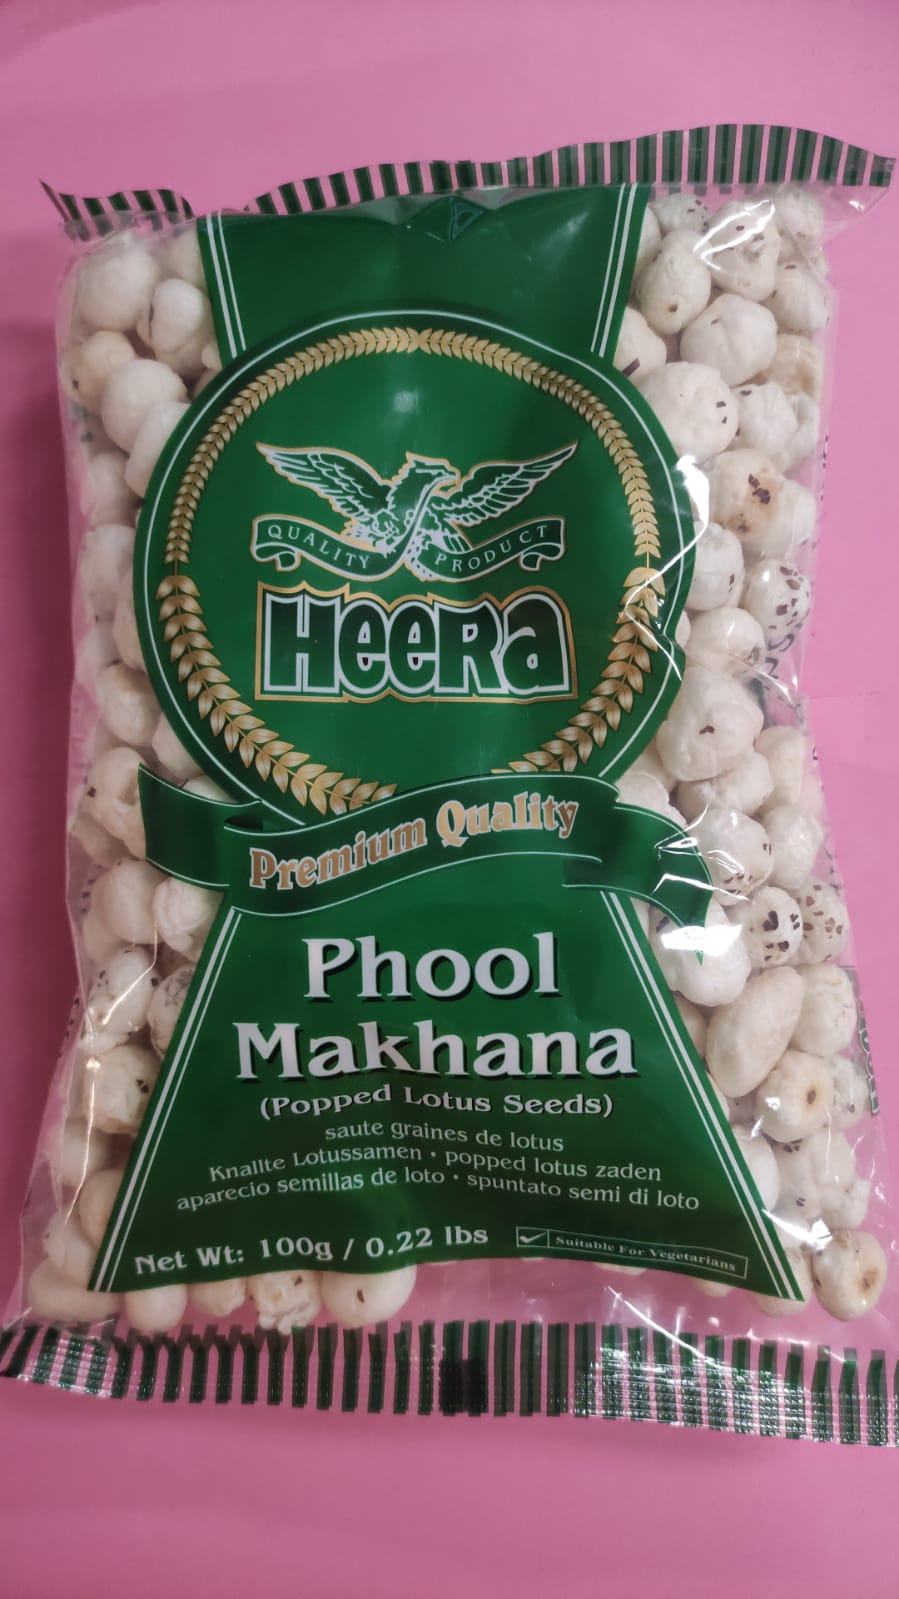 QUALITY PRODUCT
HeeRa
Premium Quality
Phool
Makhana
(Popped Lotus Seeds)
saute graines de lotus
Knallte Lotussamen • popped lotus zaden
aparecio semillas de loto • spuntato semi di loto
Net Wt: 100g / 0.22 lbs
Suitable For Vegetarians